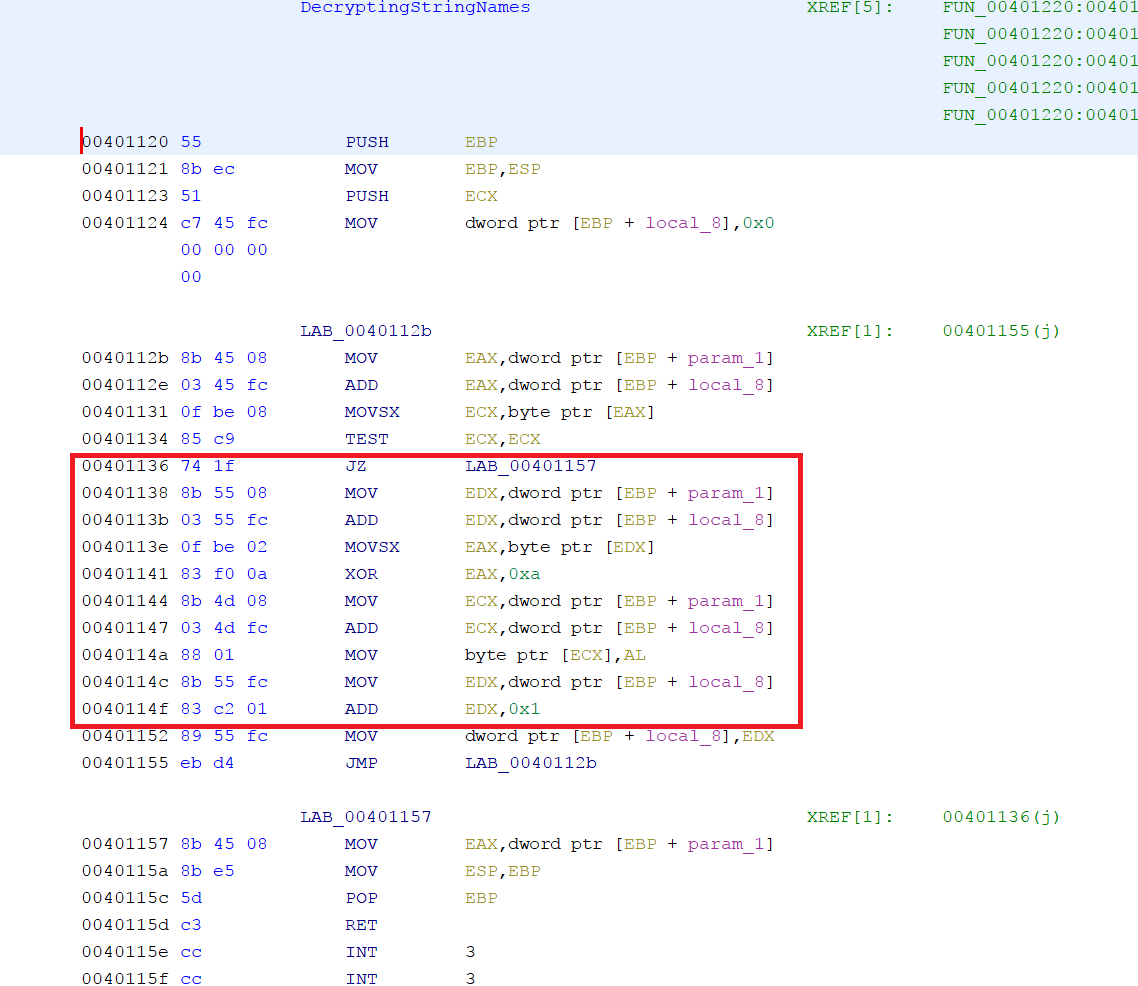 DecryptingStringNames XREF[5]: FUN_00401220:00401
FUN_00401220:00401
FUN_00401220:00401
FUN_00401220:00401
FUN_00401220:00401
00401120 55 PUSH EBP
00401121 8b ec MOV EBP,ESP
00401123 51 PUSH ECX
00401124 c7 45 fc MOV dword ptr [EBP + local_8],0x0
00 00 00
00
LAB_0040112b XREF[1]: 00401155(j)
0040112b 8b 45 08 MOV EAX,dword ptr [EBP + param_1]
0040112e 03 45 fc ADD EAX,dword ptr [EBP + local_8]
00401131 0f be 08 MOVSX ECX,byte ptr [EAX]
00401134 85 c9 TEST ECX,ECX
00401136 74 1f JZ LAB_00401157
00401138 8b 55 08 MOV EDX,dword ptr [EBP + param_1]
0040113b 03 55 fc ADD EDX,dword ptr [EBP + local_8]
0040113e 0f be 02 MOVSX EAX,byte ptr [EDX]
00401141 83 f0 0a XOR EAX,0xa
00401144 8b 4d 08 MOV ECX,dword ptr [EBP + param_1]
00401147 03 4d fc ADD ECX,dword ptr [EBP + local_8]
0040114a 88 01 MOV byte ptr [ECX],AL
0040114c 8b 55 fc MOV EDX,dword ptr [EBP + local_8]
0040114f 83 c2 01 ADD EDX,0x1
00401152 89 55 fc MOV dword ptr [EBP + local_8],EDX
00401155 eb d4 JMP LAB_0040112b
LAB_00401157 XREF[1]: 00401136(j)
00401157 8b 45 08 MOV EAX,dword ptr [EBP + param_1]
0040115a 8b e5 MOV ESP,EBP
0040115c 5d POP EBP
0040115d c3 RET
0040115e cc INT 3
0040115f cc INT 3